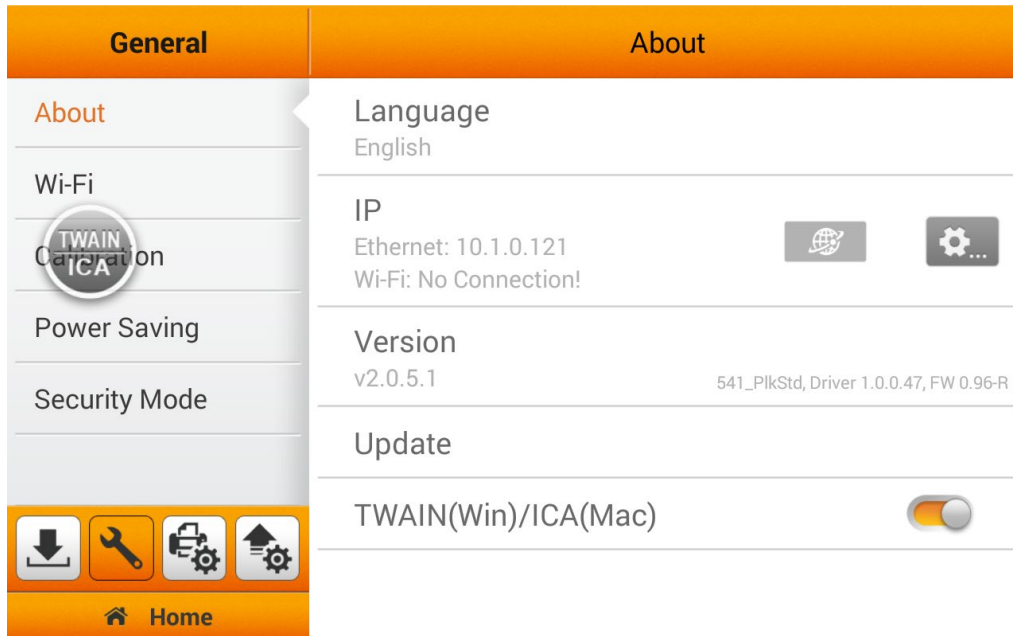 General
About
About
Wi-Fi
Calibration
TWAIN
ICA
Power Saving
Security Mode
Home
Language
English
IP
Ethernet: 10.1.0.121
Wi-Fi: No Connection!
...
Version
v2.0.5.1
541_PlkStd, Driver 1.0.0.47, FW 0.96-R
Update
TWAIN(Win)/ICA(Mac)